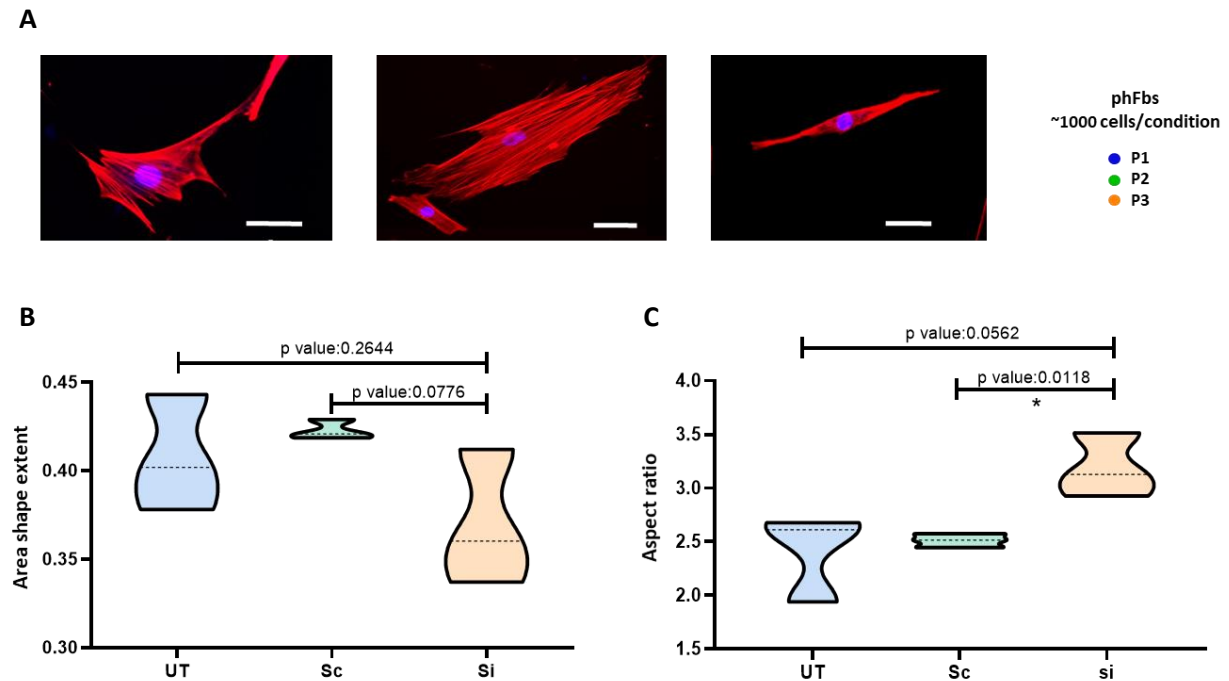 A
phFbs
~1000 cells/condition
P1
P2
P3
B
p value:0.2644
p value:0.0776
0.45
0.40
0.35
0.30
Area shape extent
UT
Sc
Si
C
p value:0.0562
p value:0.0118
*
4.0
3.5
3.0
2.5
2.0
1.5
Aspect ratio
UT
Sc
si